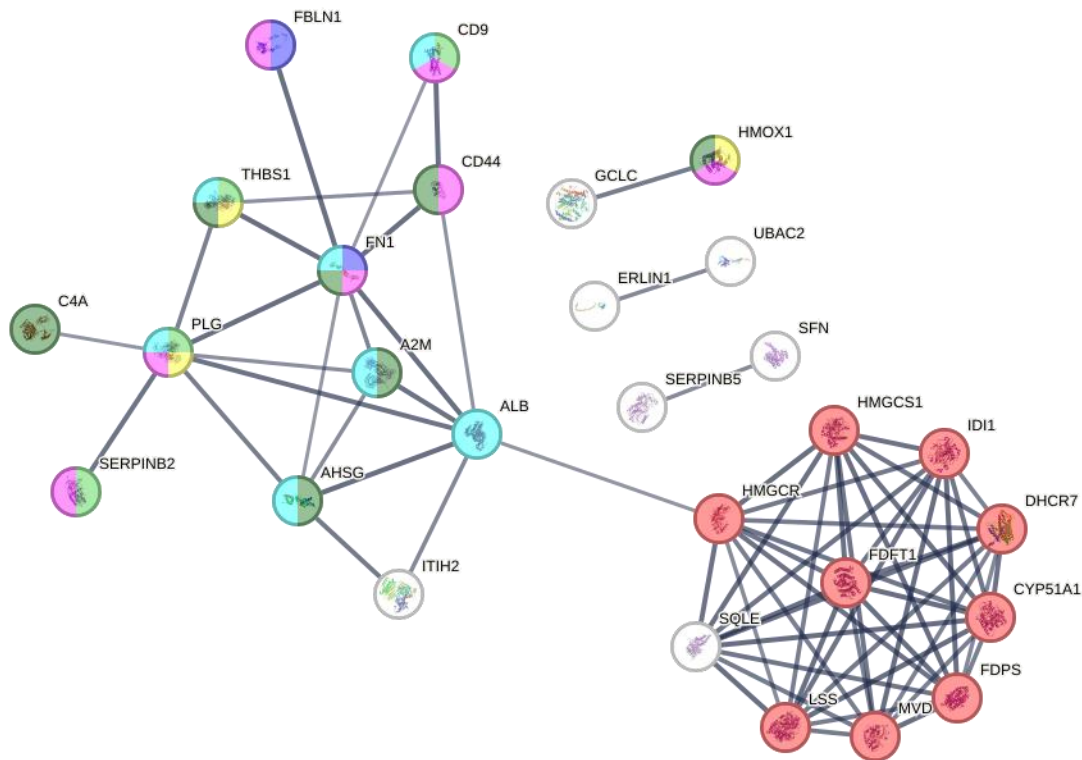 FBLN1
CD9
HMOX1
CD44
GCLC
THBS1
UBAC2
FN1
ERLIN1
C4A
SFN
PLG
A2M
SERPINB5
ALB
HMGCS1
IDI1
SERPINB2
AHSG
HMGCR
DHCR7
FDFT1
ITIH2
CYP51A1
SQLE
FDPS
LSS
MVD